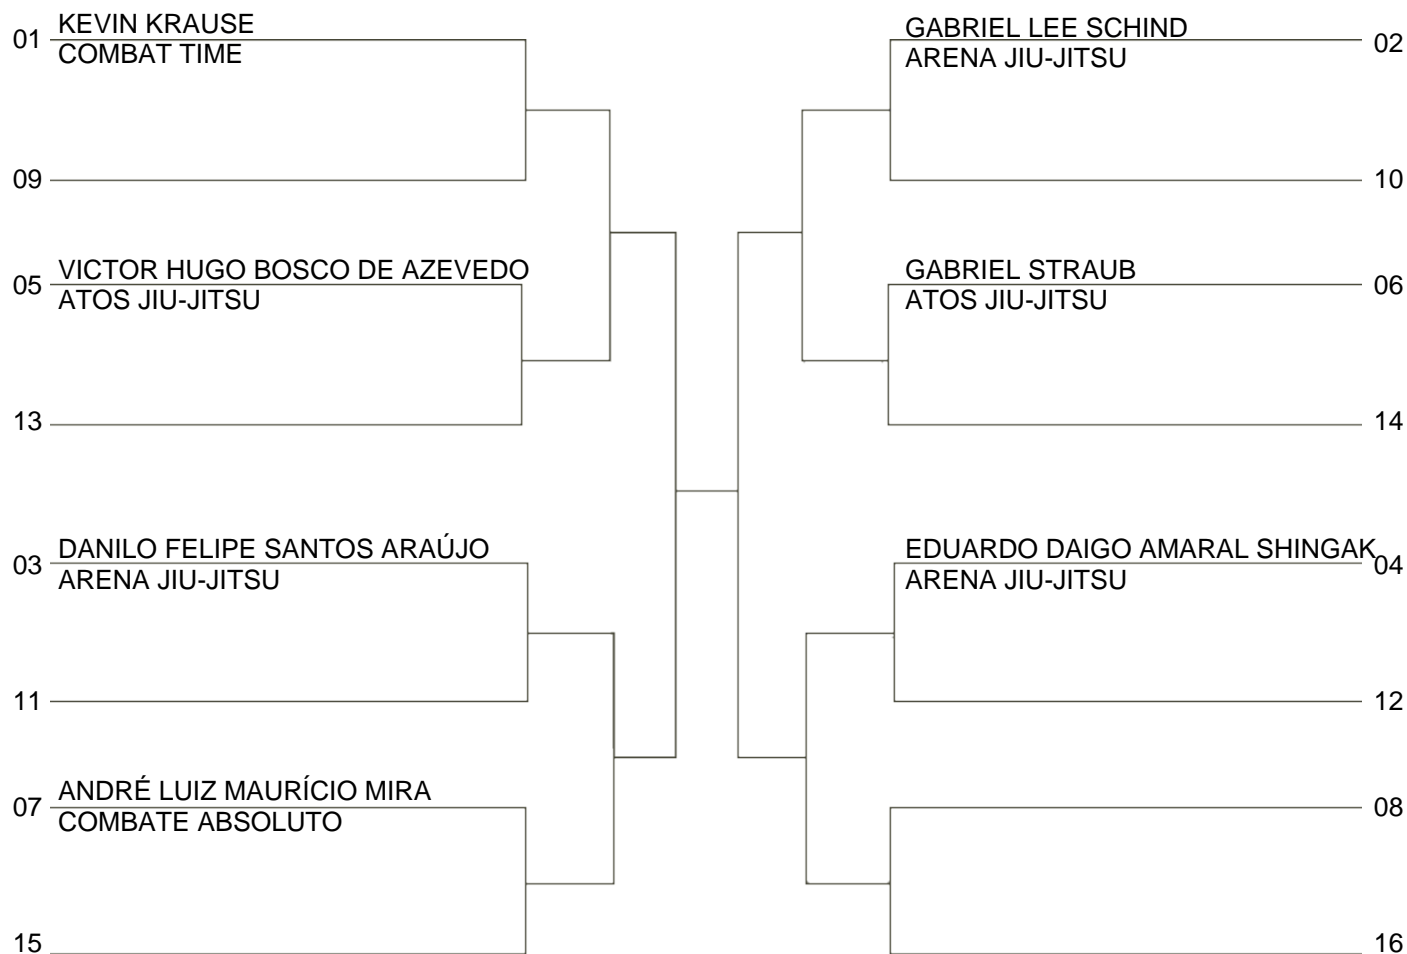 01
KEVIN KRAUSE
COMBAT TIME
09
05
VICTOR HUGO BOSCO DE AZEVEDO
ATOS JIU-JITSU
13
03
DANILO FELIPE SANTOS ARAÚJO
ARENA JIU-JITSU
11
07
ANDRÉ LUIZ MAURÍCIO MIRA
COMBATE ABSOLUTO
15
GABRIEL LEE SCHIND
ARENA JIU-JITSU
02
10
GABRIEL STRAUB
ATOS JIU-JITSU
06
14
EDUARDO DAIGO AMARAL SHINGAK
ARENA JIU-JITSU
04
12
08
16